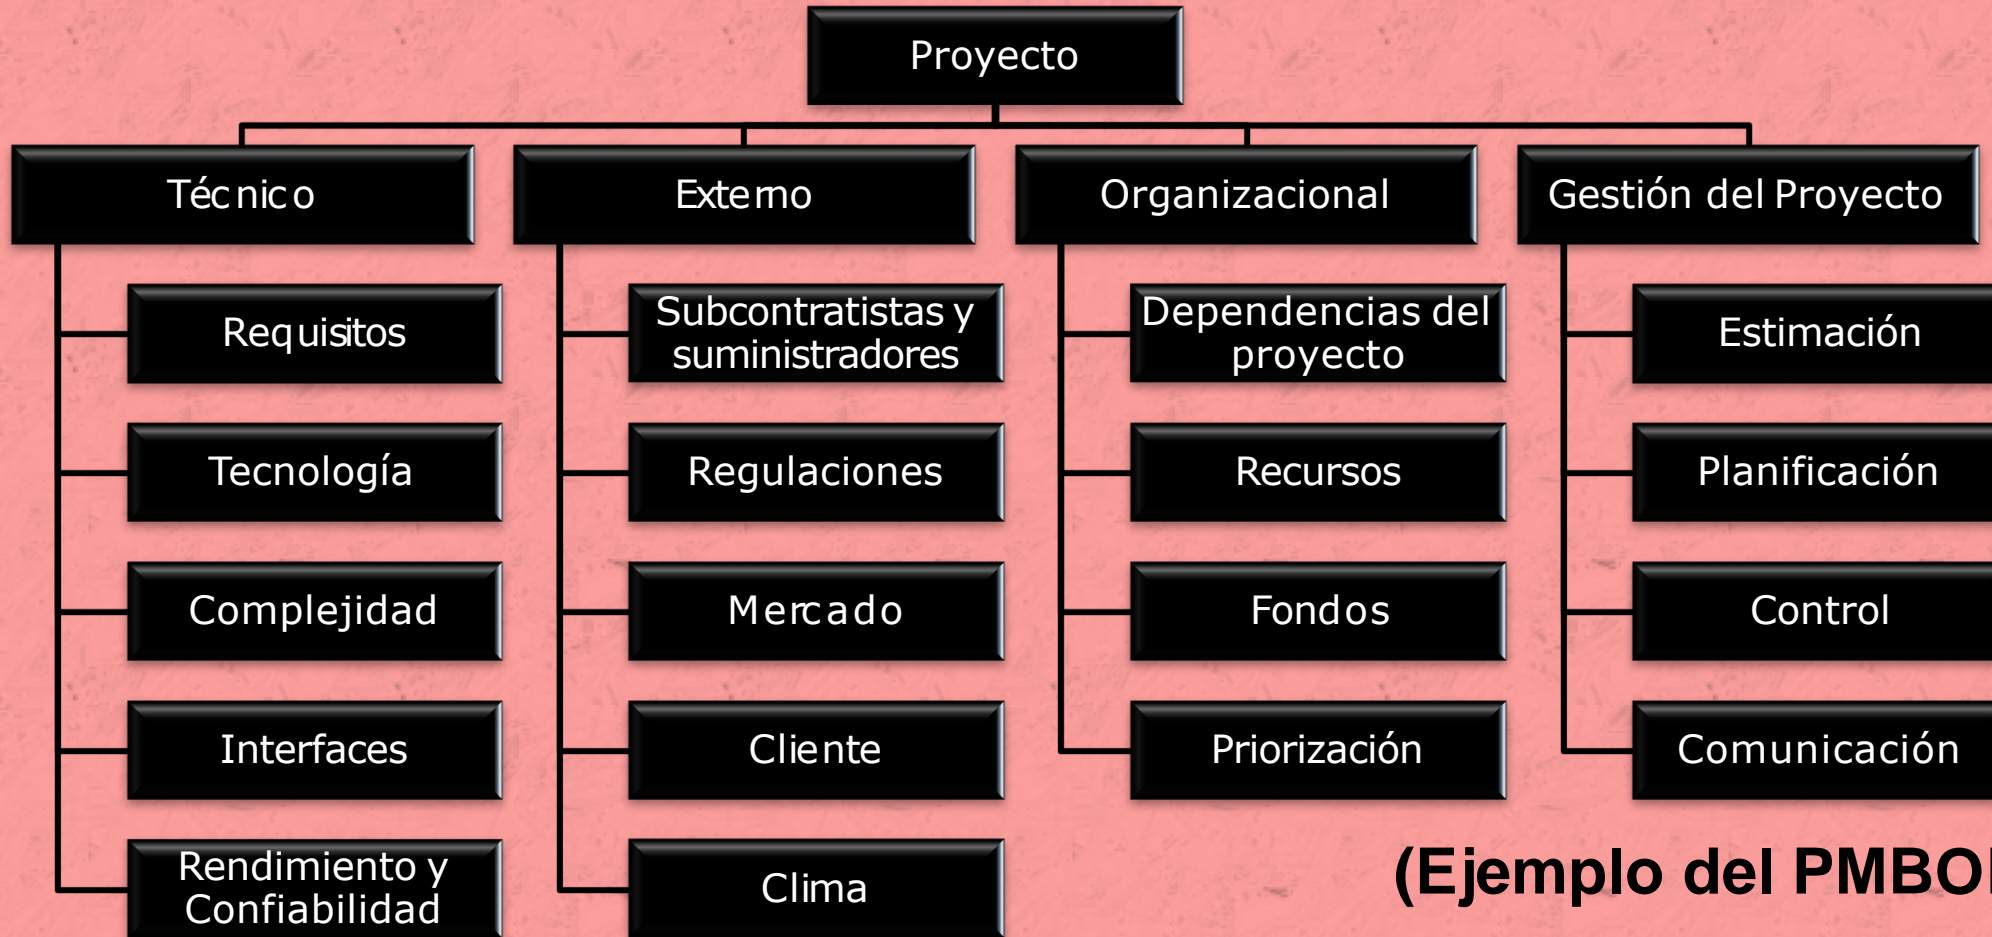 Proyecto
Técnico
Externo
Organizacional
Gestión del Proyecto
Requisitos
Subcontratistas y
suministradores
Dependencias del
proyecto
Estimación
Tecnología
Regulaciones
Recursos
Planificación
Complejidad
Mercado
Fondos
Control
Interfaces
Cliente
Priorización
Comunicación
Rendimiento y
Confiabilidad
Clima
(Ejemplo del